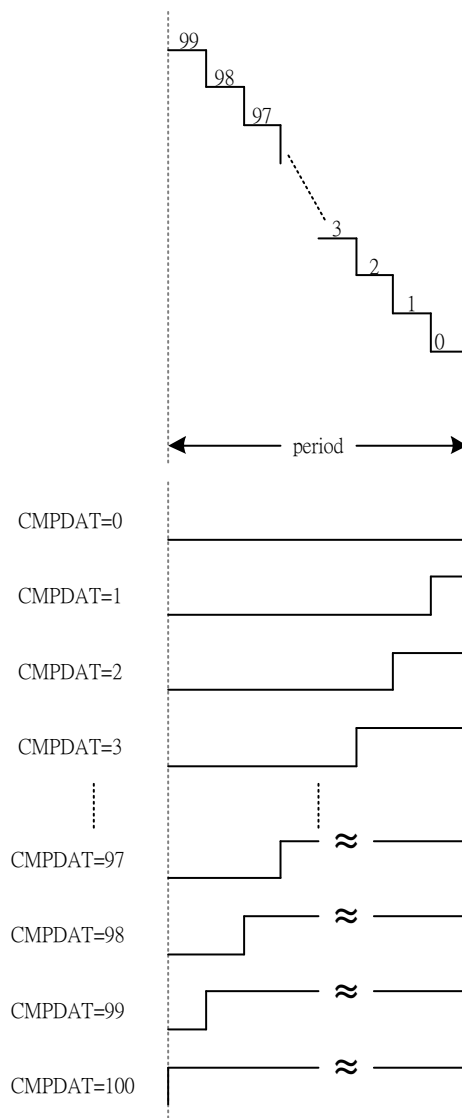 99
98
97
3
2
1
0
period
CMPDAT=0
CMPDAT=1
CMPDAT=2
CMPDAT=3
CMPDAT=97
≈
CMPDAT=98
≈
CMPDAT=99
≈
CMPDAT=100
≈